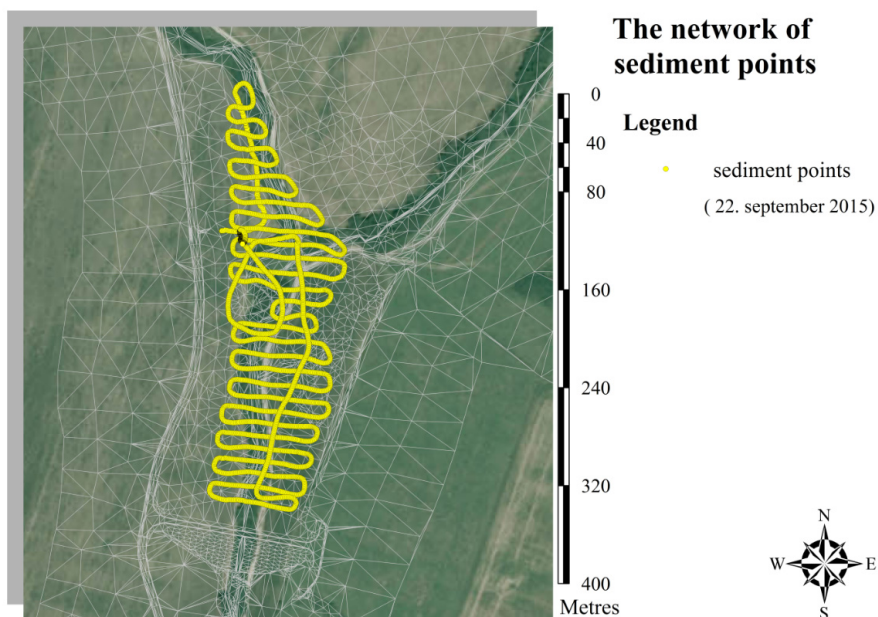 The network of
sediment points
Legend
sediment points
( 22. september 2015)
0
40
80
160
240
320
400
Metres
N
W
E
S